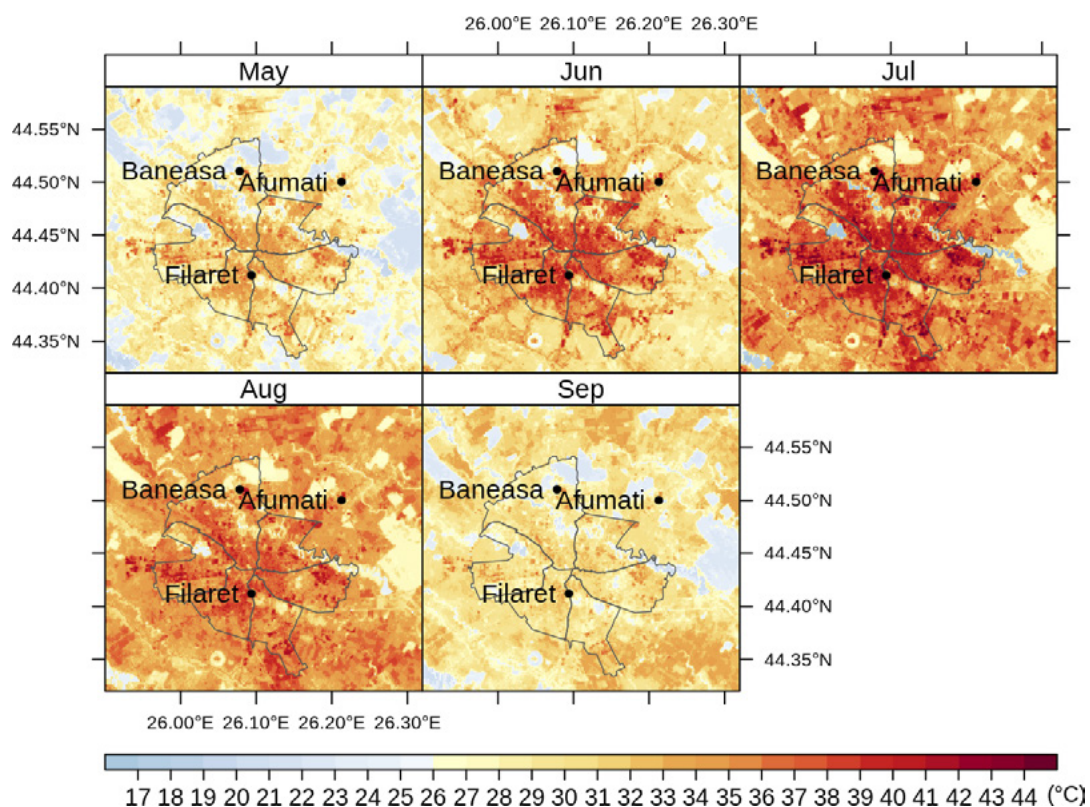 26.00°E 26.10°E 26.20°E 26.30°E
May Jun Jul
44.55°N
44.50°N
44.45°N
44.40°N
44.35°N
Baneasa
Afumati
Filaret
Baneasa
Afumati
Filaret
Baneasa
Afumati
Filaret
Aug Sep
Baneasa
Afumati
Filaret
Baneasa
Afumati
Filaret
44.55°N
44.50°N
44.45°N
44.40°N
44.35°N
26.00°E 26.10°E 26.20°E 26.30°E
17 18 19 20 21 22 23 24 25 26 27 28 29 30 31 32 33 34 35 36 37 38 39 40 41 42 43 44 (°C)